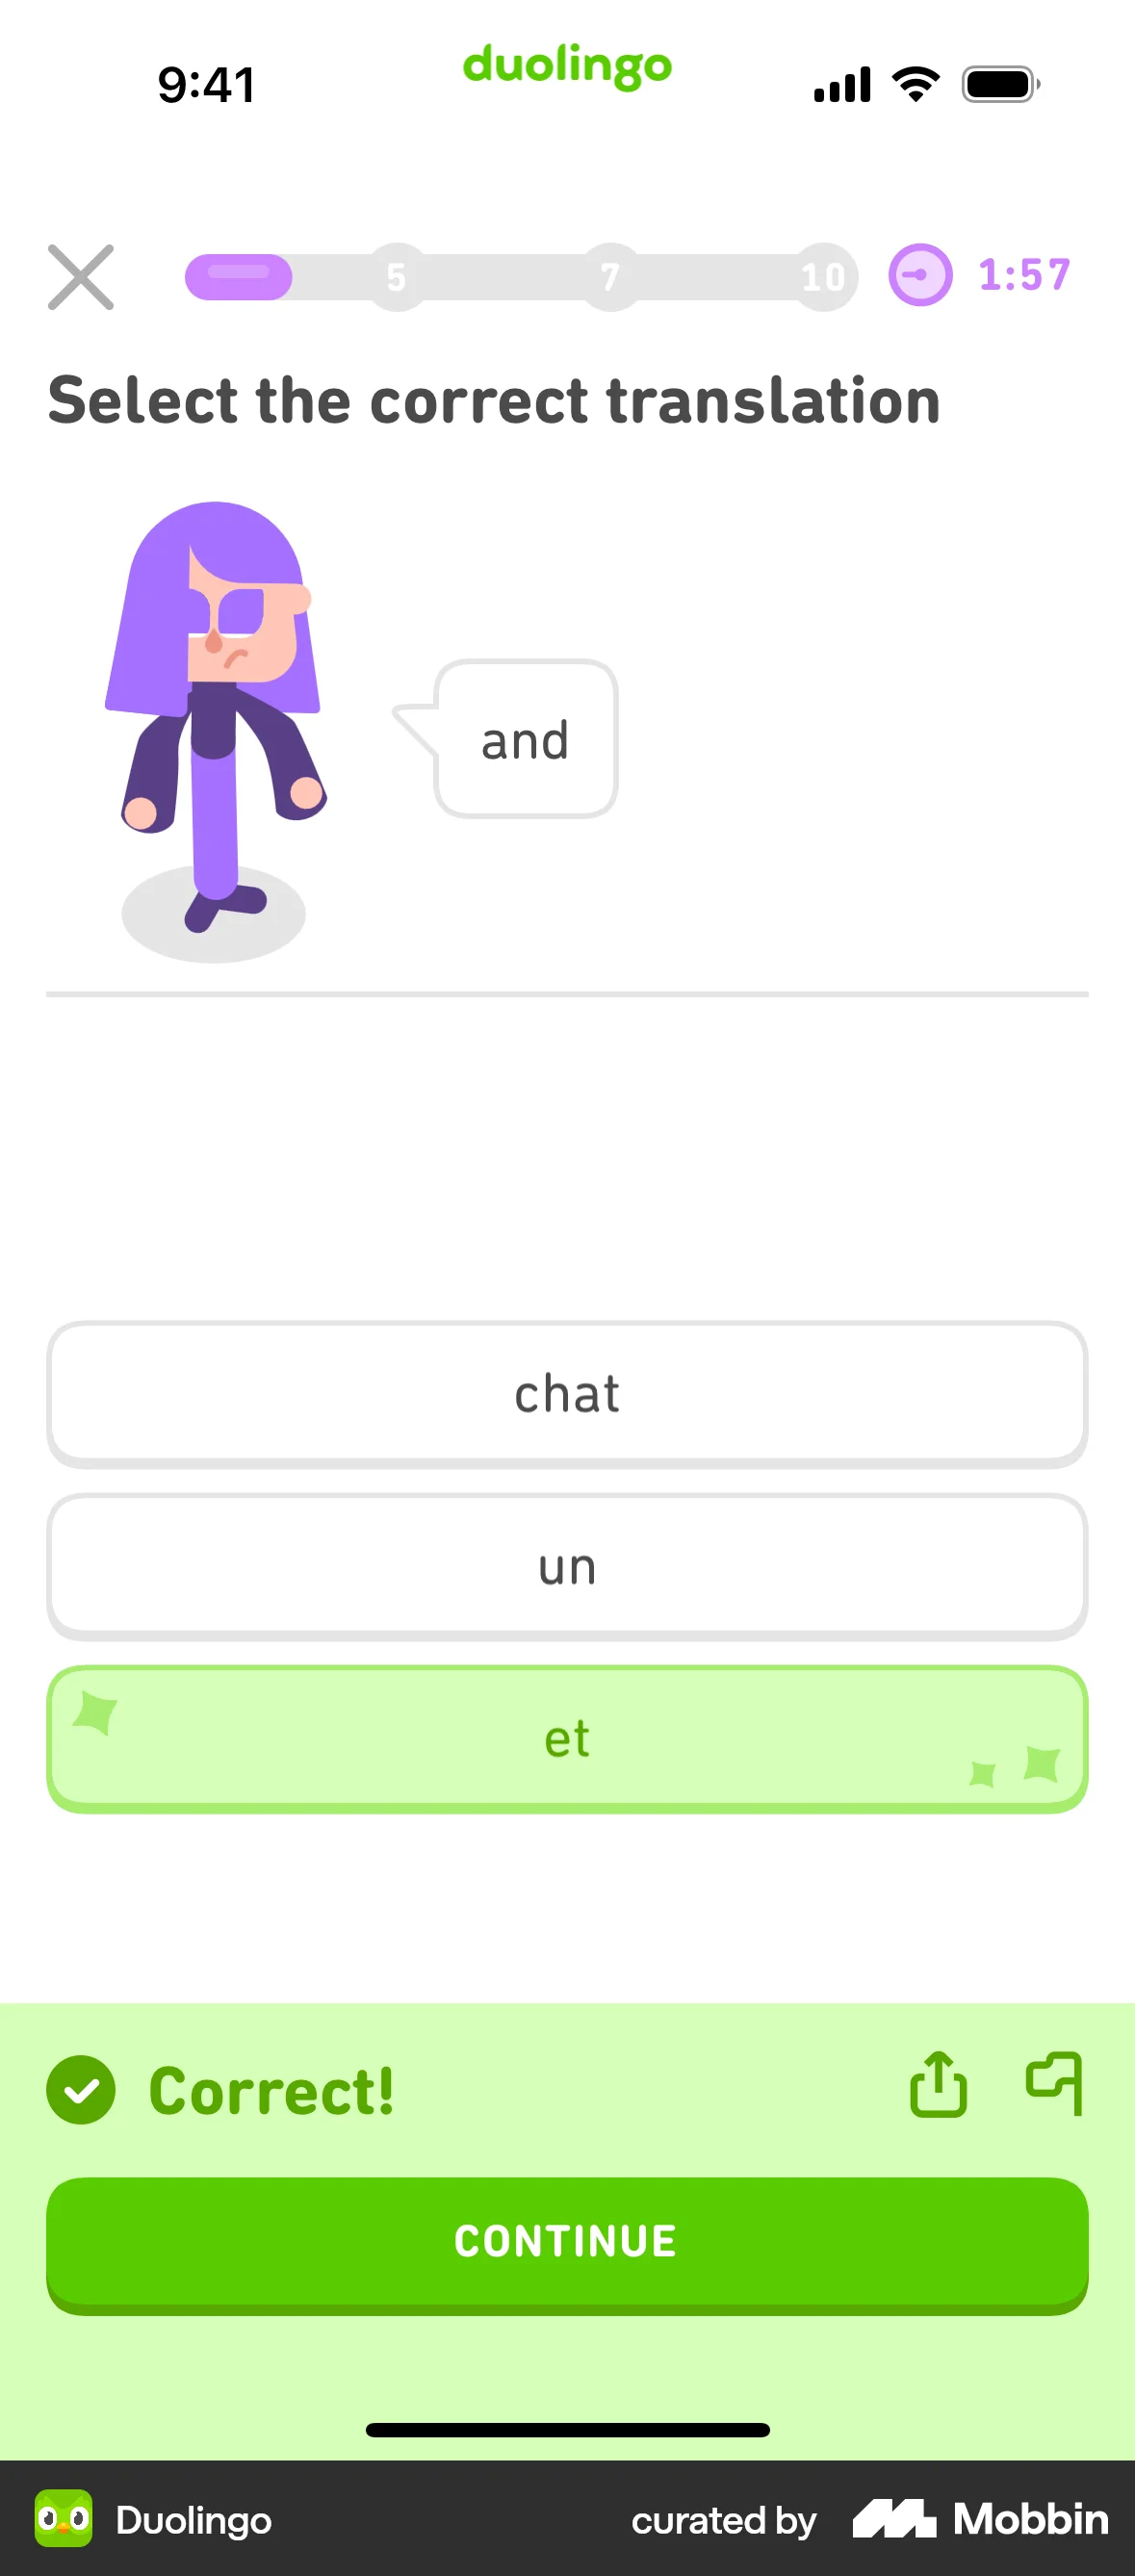 9:41 duolingo
5 7 10 1:57
Select the correct translation
and
chat
un
et
Correct!
CONTINUE
Duolingo curated by Mobbin